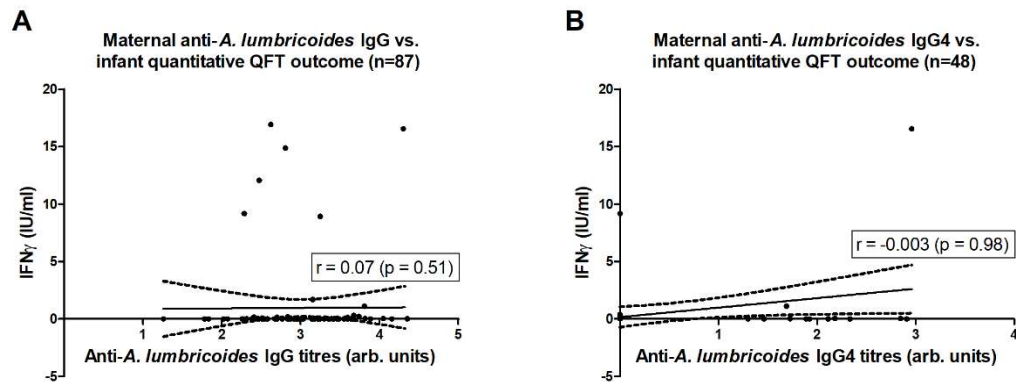 A
Maternal anti-A. lumbricoides IgG vs.
infant quantitative QFT outcome (n=87)
20
15
10
5
0
-5
IFNγ (IU/ml)
r = 0.07 (p = 0.51)
1 2 3 4 5
Anti-A. lumbricoides IgG titres (arb. units)
B
Maternal anti-A. lumbricoides IgG4 vs.
infant quantitative QFT outcome (n=48)
20
15
10
5
0
-5
IFNγ (IU/ml)
r = -0.003 (p = 0.98)
1 2 3 4
Anti-A. lumbricoides IgG4 titres (arb. units)